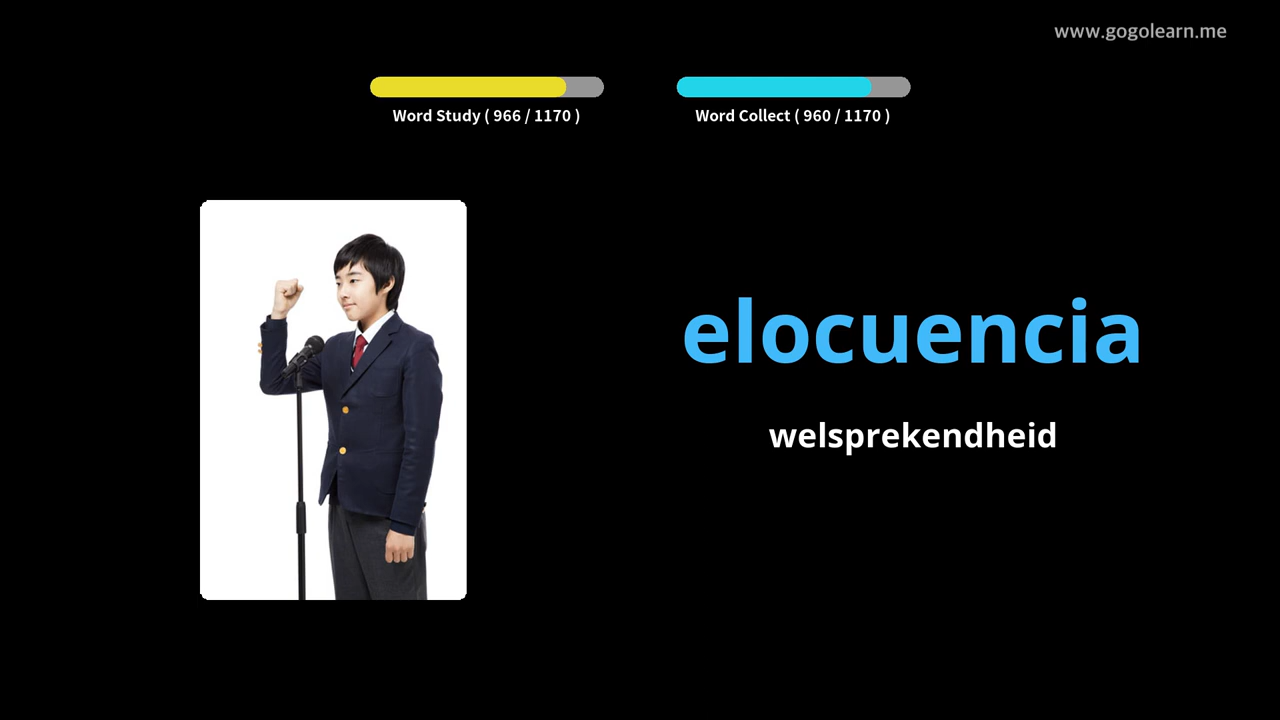 www.gogolearn.me
Word Study ( 966 / 1170 )
Word Collect ( 960 / 1170 )
elocuencia
welsprekendheid